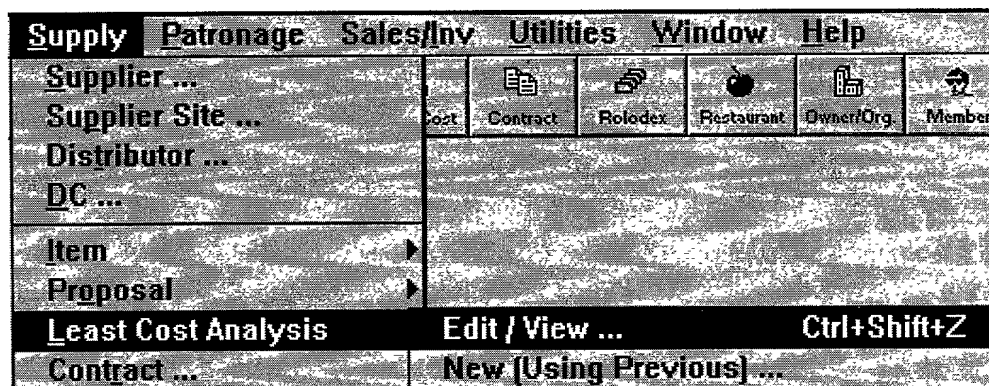 Supply Patronage Sales/Inv Utilities Window Help
Supplier ...
Supplier Site ...
Cost Contract Rolodex Restaurant Owner/Org. Member
Distributor ...
DC ...
Item
Proposal
Least Cost Analysis Edit / View ... Ctrl+Shift+Z
Contract ... New (Using Previous) ...